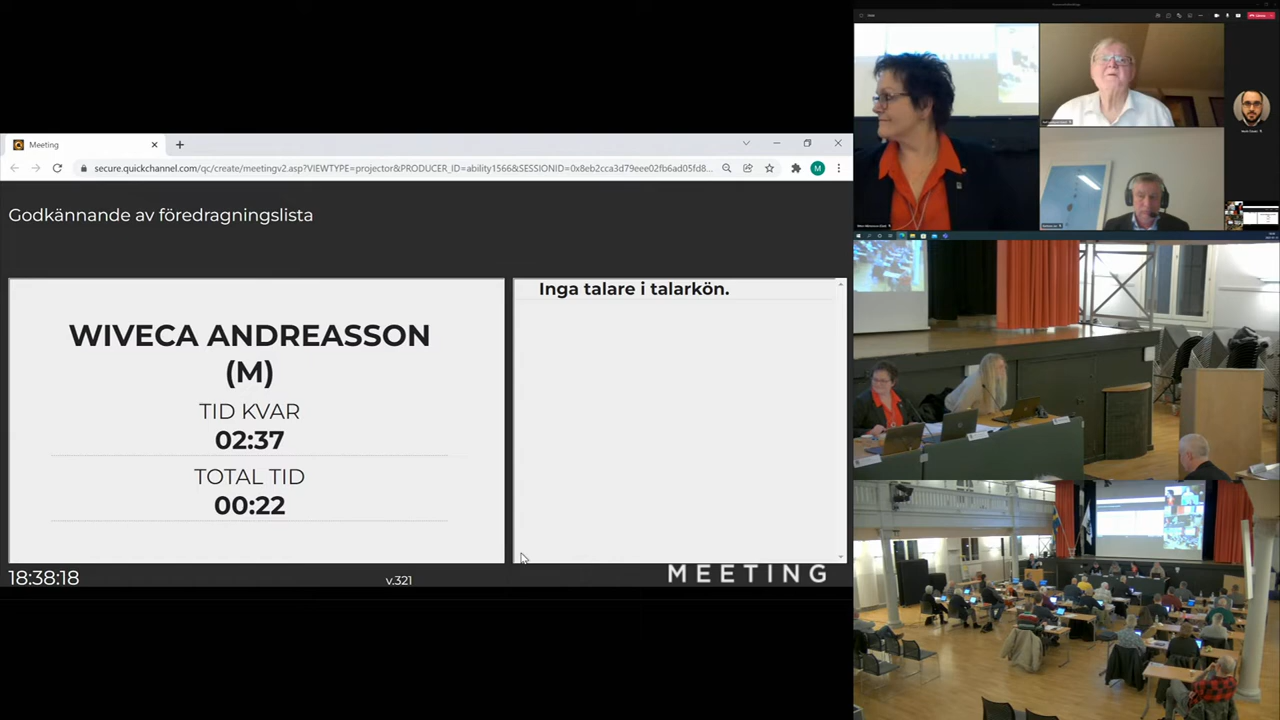 Meeting
secure.quickchannel.com/qc/create/meetingv2.asp?VIEWTYPE=projector&PRODUCER_ID=ability1566&SESSIONID=0x8eb2cca3d79eee02fb6ad05fd8...
M
Godkännande av föredragningslista
WIVECA ANDREASSON
(M)
TID KVAR
02:37
TOTAL TID
00:22
Inga talare i talarkön.
18:38:18
v.321
MEETING